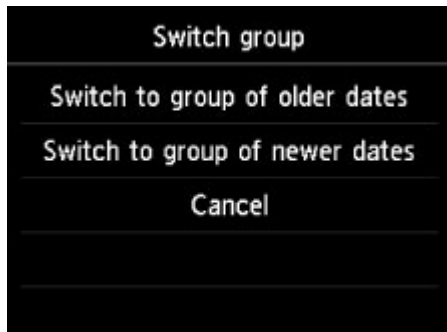 Switch group
Switch to group of older dates
Switch to group of newer dates
Cancel